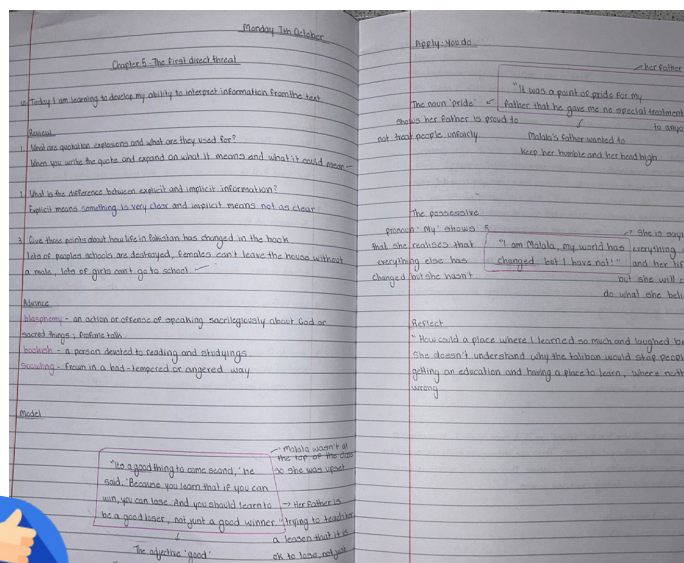 Monday 7th October
Chapter 5 - The first direct threat
LO: Today I am learning to develop my ability to interpret information from the text
Review
1. What are quotation explosions and what are they used for?
When you write the quote and expand on what it means and what it could mean
2. What is the difference between explicit and implicit information?
Explicit means something is very clear and implicit means not as clear
3. Give three points about how life in Pakistan has changed in the book
lots of peoples schools are destroyed, females can't leave the house without
a male, lots of girls can't go to school
Advance
blasphemy - an action or offense of speaking sacrilegiously about God or
sacred things; profane talk
bookish - a person devoted to reading and studyings.
Scowling - frown in a bad-tempered or angered way
Model
Malala wasn't at
the top of the class
so she was upset
"Its a good thing to come second,' he
said. 'Because you learn that if you can
win, you can lose. And you should learn to
be a good loser, not just a good winner"
Her father is
trying to teach her
a lesson that it is
ok to lose, not just
The adjective 'good'
Apply: You do
her father
"It was a point of pride for my
father that he gave me no special treatment
The noun 'pride'
shows her father is proud to
not treat people unfairly
to anyo
Malala's father wanted to
keep her humble and her head high
The possessive
pronoun 'My' shows
that she realises that
everything else has
changed but she hasn't
"I am Malala, my world has
changed, but I have not!"
She is sayi
everything
and her lif
but she will c
do what she beli
Reflect
"How could a place where I learned so much and laughed
She doesn't understand why the taliban would stop peopl
getting an education and having a place to learn, where
wrong